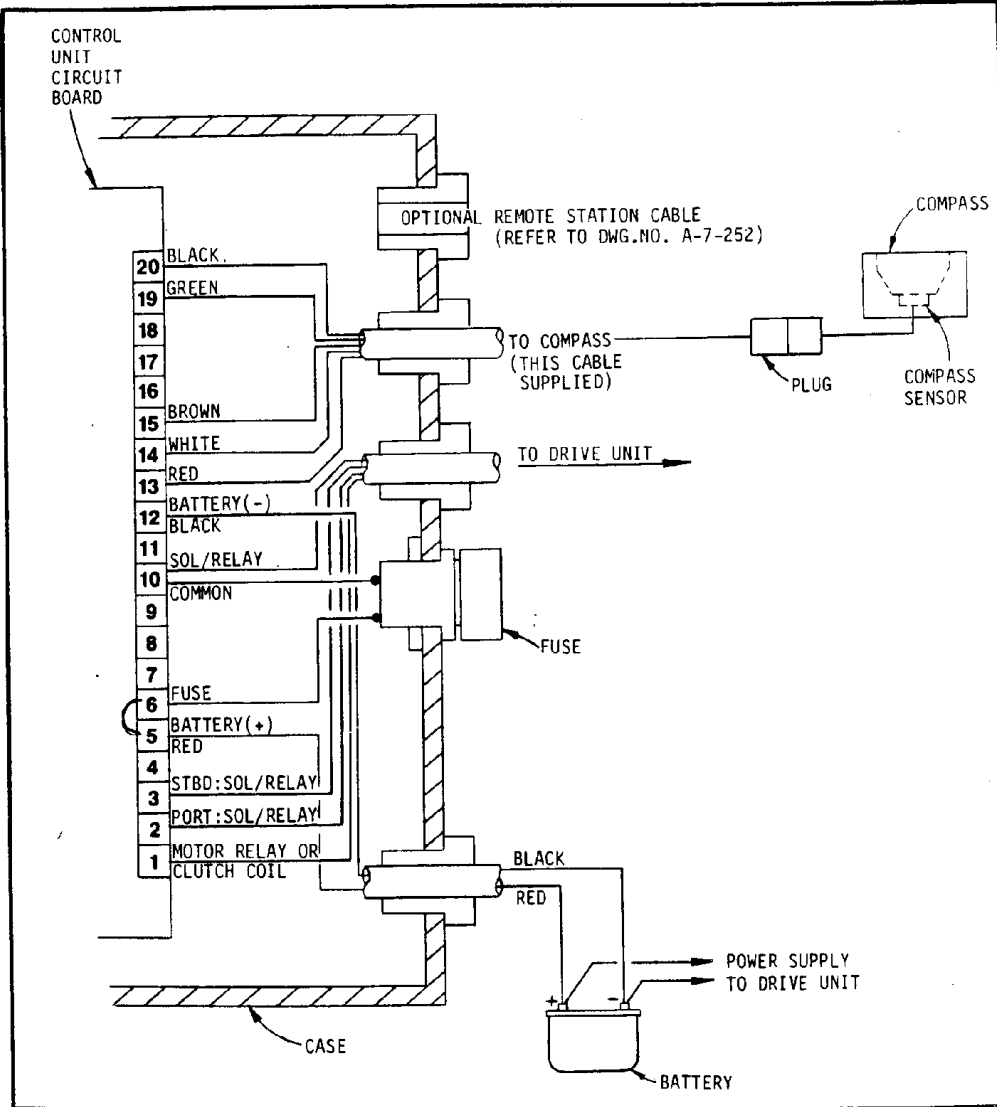 CONTROL
UNIT
CIRCUIT
BOARD
OPTIONAL REMOTE STATION CABLE
(REFER TO DWG.NO. A-7-252)
COMPASS
20 BLACK.
19 GREEN
18
17
16
15 BROWN
14 WHITE
13 RED
12 BATTERY(-)
BLACK
11
10 SOL/RELAY
COMMON
9
8
7
6 FUSE
5 BATTERY(+)
RED
4
3 STBD:SOL/RELAY
2 PORT:SOL/RELAY
1 MOTOR RELAY OR
CLUTCH COIL
TO COMPASS
(THIS CABLE
SUPPLIED)
PLUG
COMPASS
SENSOR
TO DRIVE UNIT
FUSE
BLACK
RED
POWER SUPPLY
TO DRIVE UNIT
+ -
CASE
BATTERY